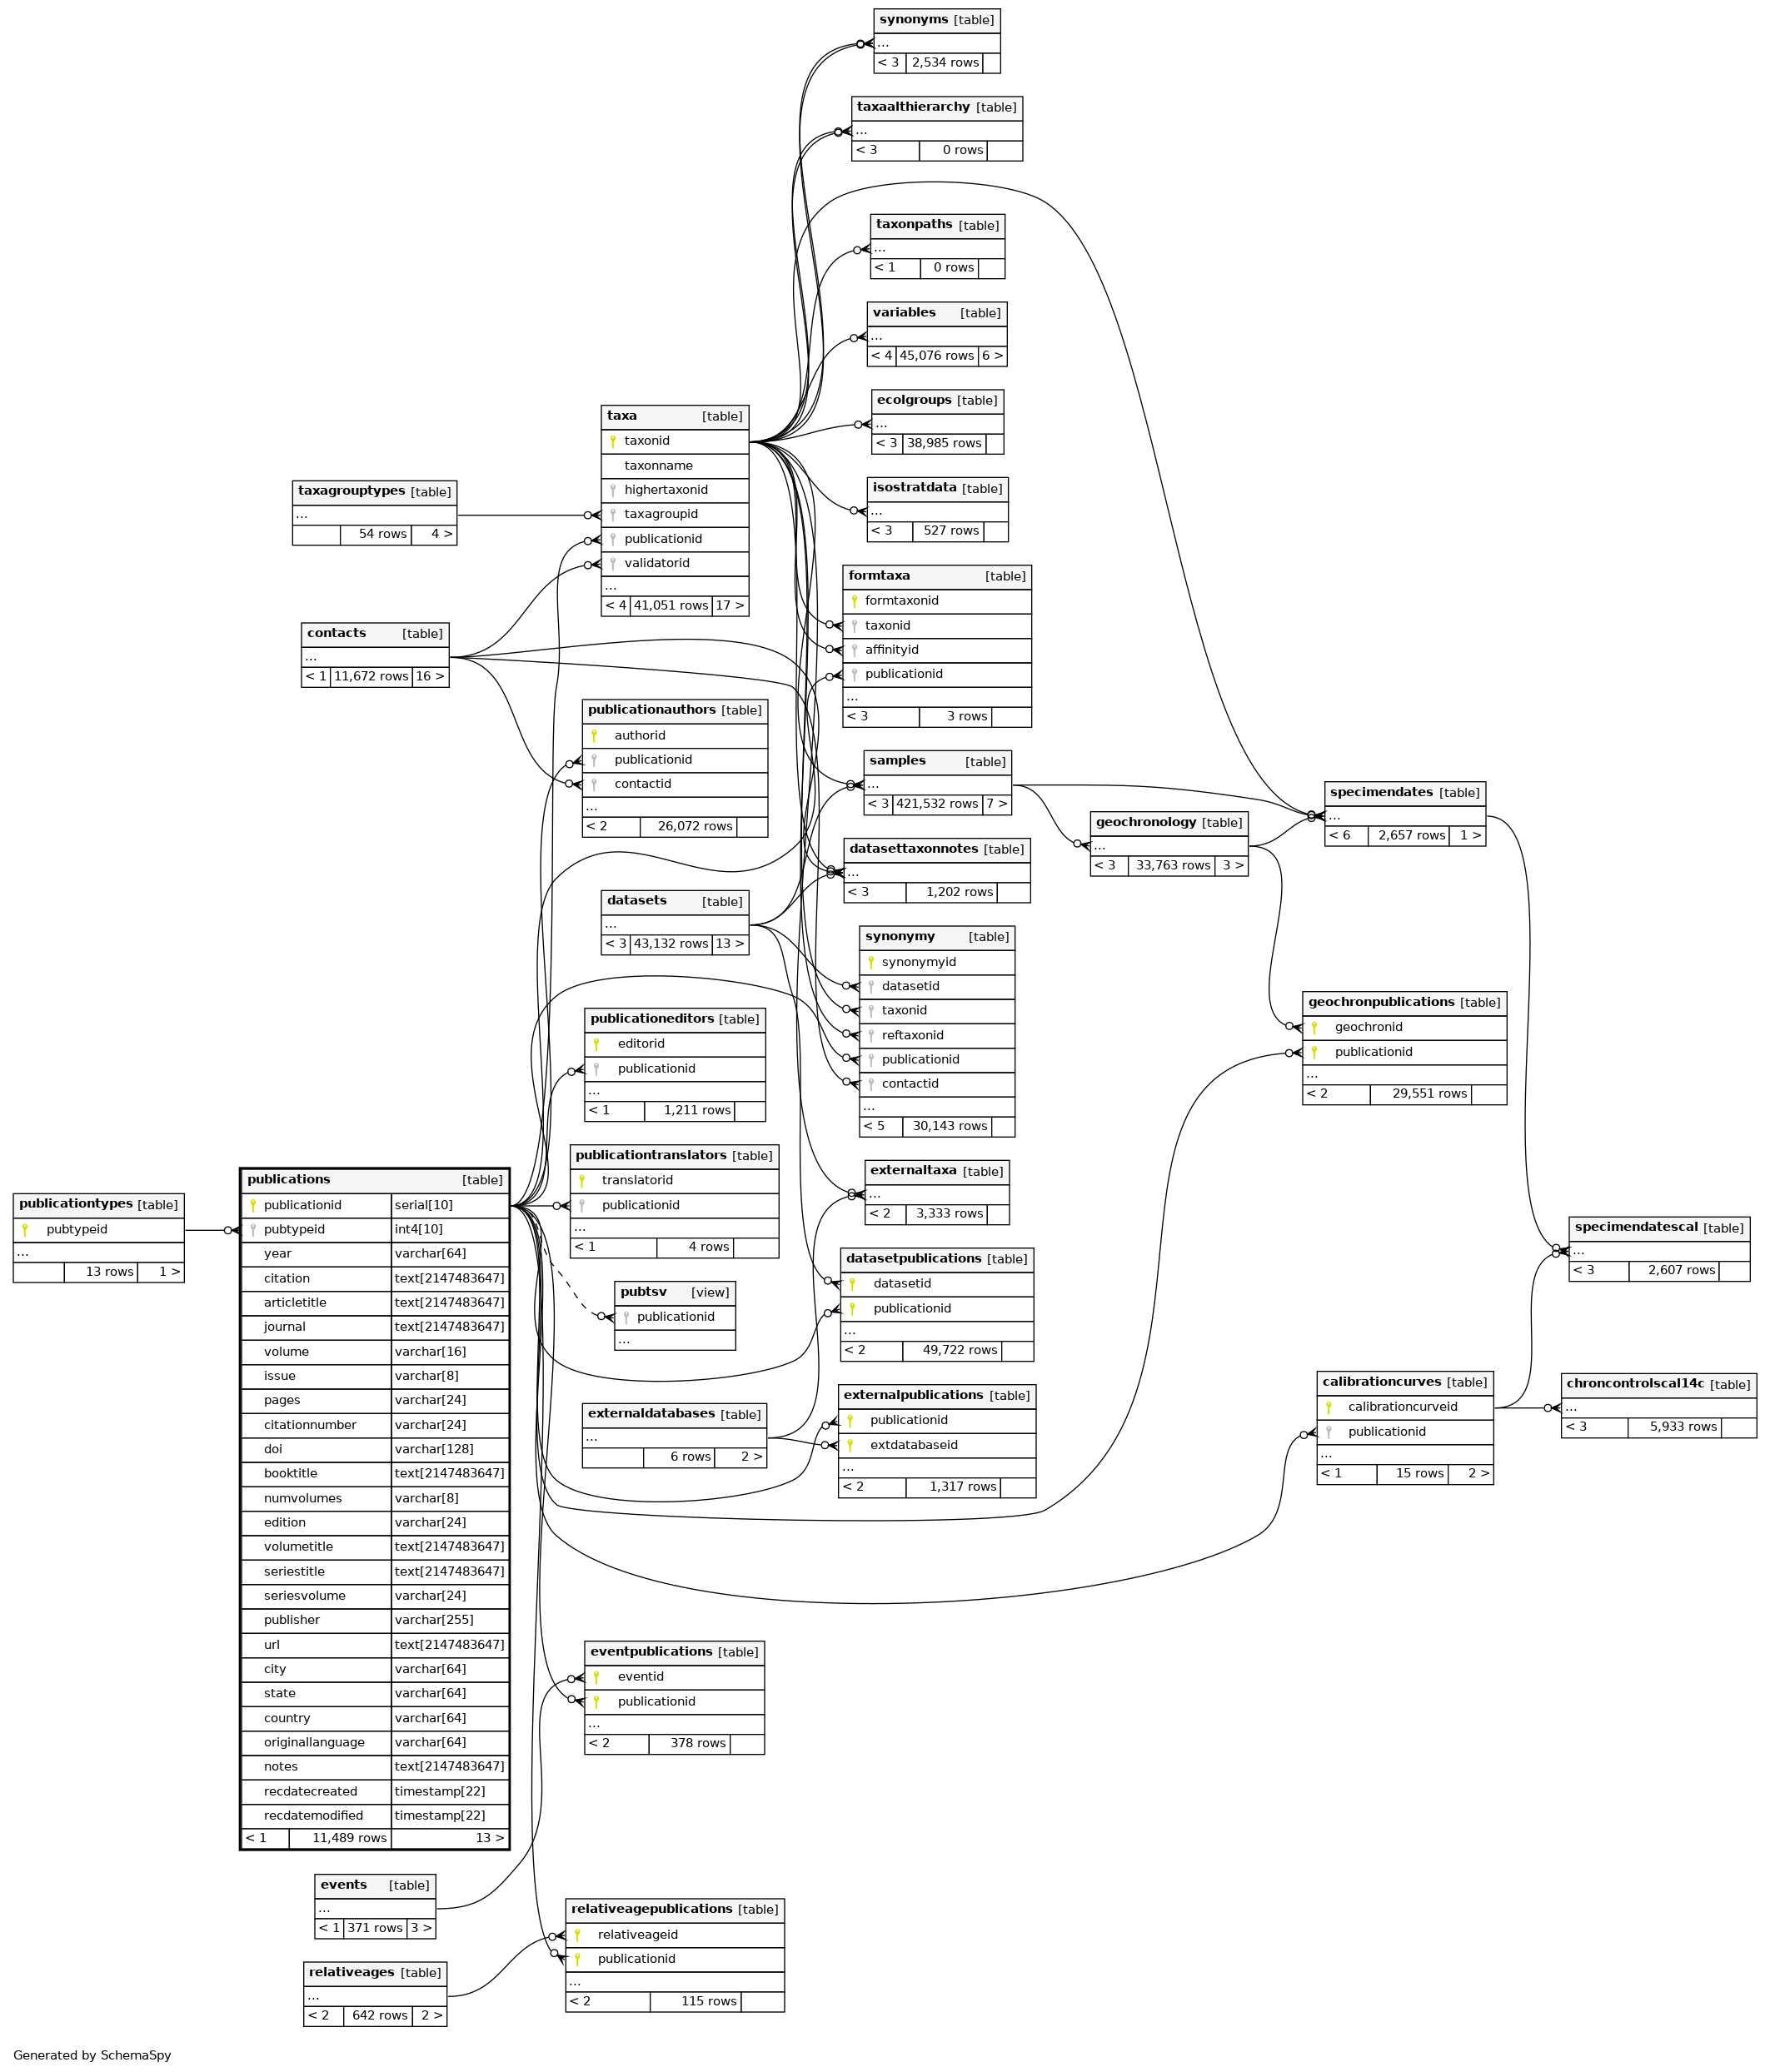 synonyms [table]
...
< 3 2,534 rows
taxaalthierarchy [table]
...
< 3 0 rows
taxonpaths [table]
...
< 1 0 rows
variables [table]
...
< 4 45,076 rows 6 >
ecolgroups [table]
...
< 3 38,985 rows
isostratdata [table]
...
< 3 527 rows
taxa [table]
taxonid
taxonname
highertaxonid
taxagroupid
publicationid
validatorid
...
< 4 41,051 rows 17 >
taxagrouptypes [table]
...
54 rows 4 >
contacts [table]
...
< 1 11,672 rows 16 >
formtaxa [table]
formtaxonid
taxonid
affinityid
publicationid
...
< 3 3 rows
publicationauthors [table]
authorid
publicationid
contactid
...
< 2 26,072 rows
samples [table]
...
< 3 421,532 rows 7 >
specimendates [table]
...
< 6 2,657 rows 1 >
geochronology [table]
...
< 3 33,763 rows 3 >
datasettaxonnotes [table]
...
< 3 1,202 rows
datasets [table]
...
< 3 43,132 rows 13 >
synonymy [table]
synonymyid
datasetid
taxonid
reftaxonid
publicationid
contactid
...
< 5 30,143 rows
geochronpublications [table]
geochronid
publicationid
...
< 2 29,551 rows
publicationeditors [table]
editorid
publicationid
...
< 1 1,211 rows
publicationtranslators [table]
translatorid
publicationid
...
< 1 4 rows
externaltaxa [table]
...
< 2 3,333 rows
publicationtypes [table]
pubtypeid
...
13 rows 1 >
publications [table]
publicationid serial[10]
pubtypeid int4[10]
year varchar[64]
citation text[2147483647]
articletitle text[2147483647]
journal text[2147483647]
volume varchar[16]
issue varchar[8]
pages varchar[24]
citationnumber varchar[24]
doi varchar[128]
booktitle text[2147483647]
numvolumes varchar[8]
edition varchar[24]
volumetitle text[2147483647]
seriestitle text[2147483647]
seriesvolume varchar[24]
publisher varchar[255]
url text[2147483647]
city varchar[64]
state varchar[64]
country varchar[64]
originallanguage varchar[64]
notes text[2147483647]
recdatecreated timestamp[22]
recdatemodified timestamp[22]
< 1 11,489 rows 13 >
specimendatescal [table]
...
< 3 2,607 rows
pubtsv [view]
publicationid
...
datasetpublications [table]
datasetid
publicationid
...
< 2 49,722 rows
externaldatabases [table]
...
6 rows 2 >
externalpublications [table]
publicationid
extdatabaseid
...
< 2 1,317 rows
calibrationcurves [table]
calibrationcurveid
publicationid
...
< 1 15 rows 2 >
chroncontrolscal14c [table]
...
< 3 5,933 rows
eventpublications [table]
eventid
publicationid
...
< 2 378 rows
events [table]
...
< 1 371 rows 3 >
relativeagepublications [table]
relativeageid
publicationid
...
< 2 115 rows
relativeages [table]
...
< 2 642 rows 2 >
Generated by SchemaSpy